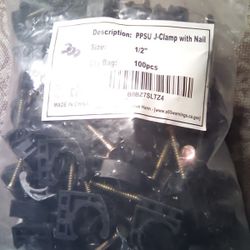 Description: PPSU J-Clamp with Nail
Size: 1/2"
Qty Bag: 100pcs
MADE IN CHINA